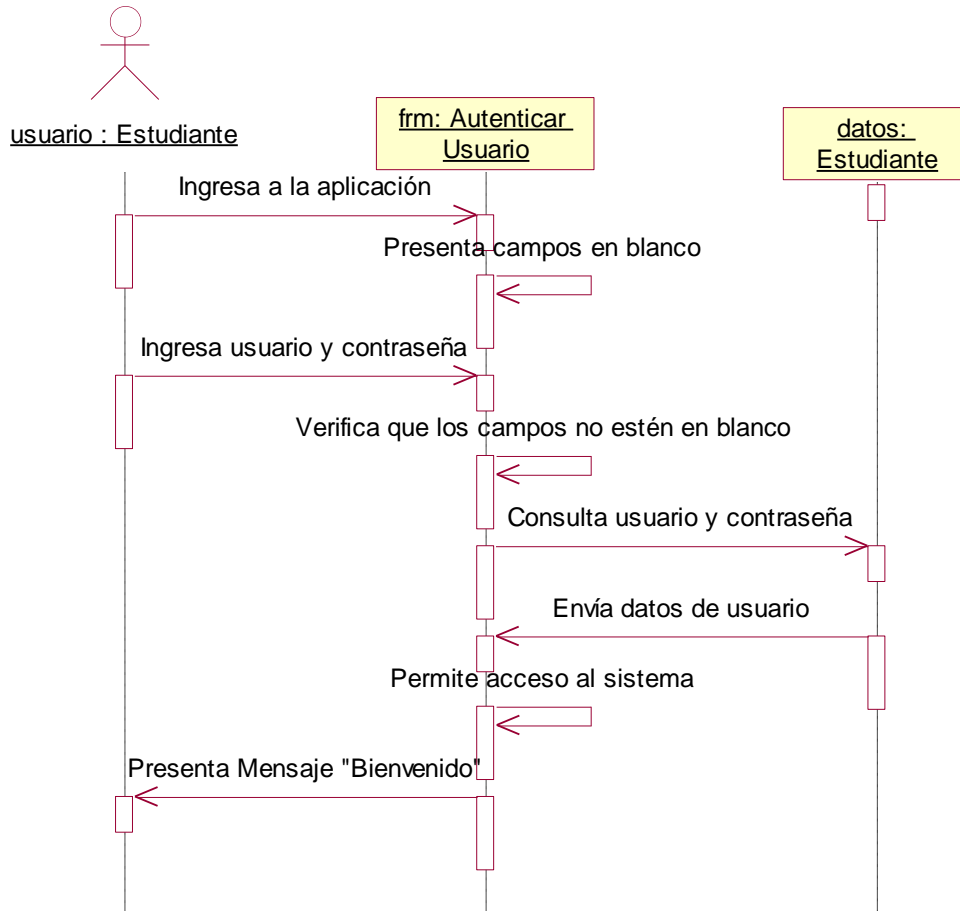 usuario : Estudiante
frm: Autenticar
Usuario
datos:
Estudiante
Ingresa a la aplicación
Presenta campos en blanco
Ingresa usuario y contraseña
Verifica que los campos no estén en blanco
Consulta usuario y contraseña
Envía datos de usuario
Permite acceso al sistema
Presenta Mensaje "Bienvenido"